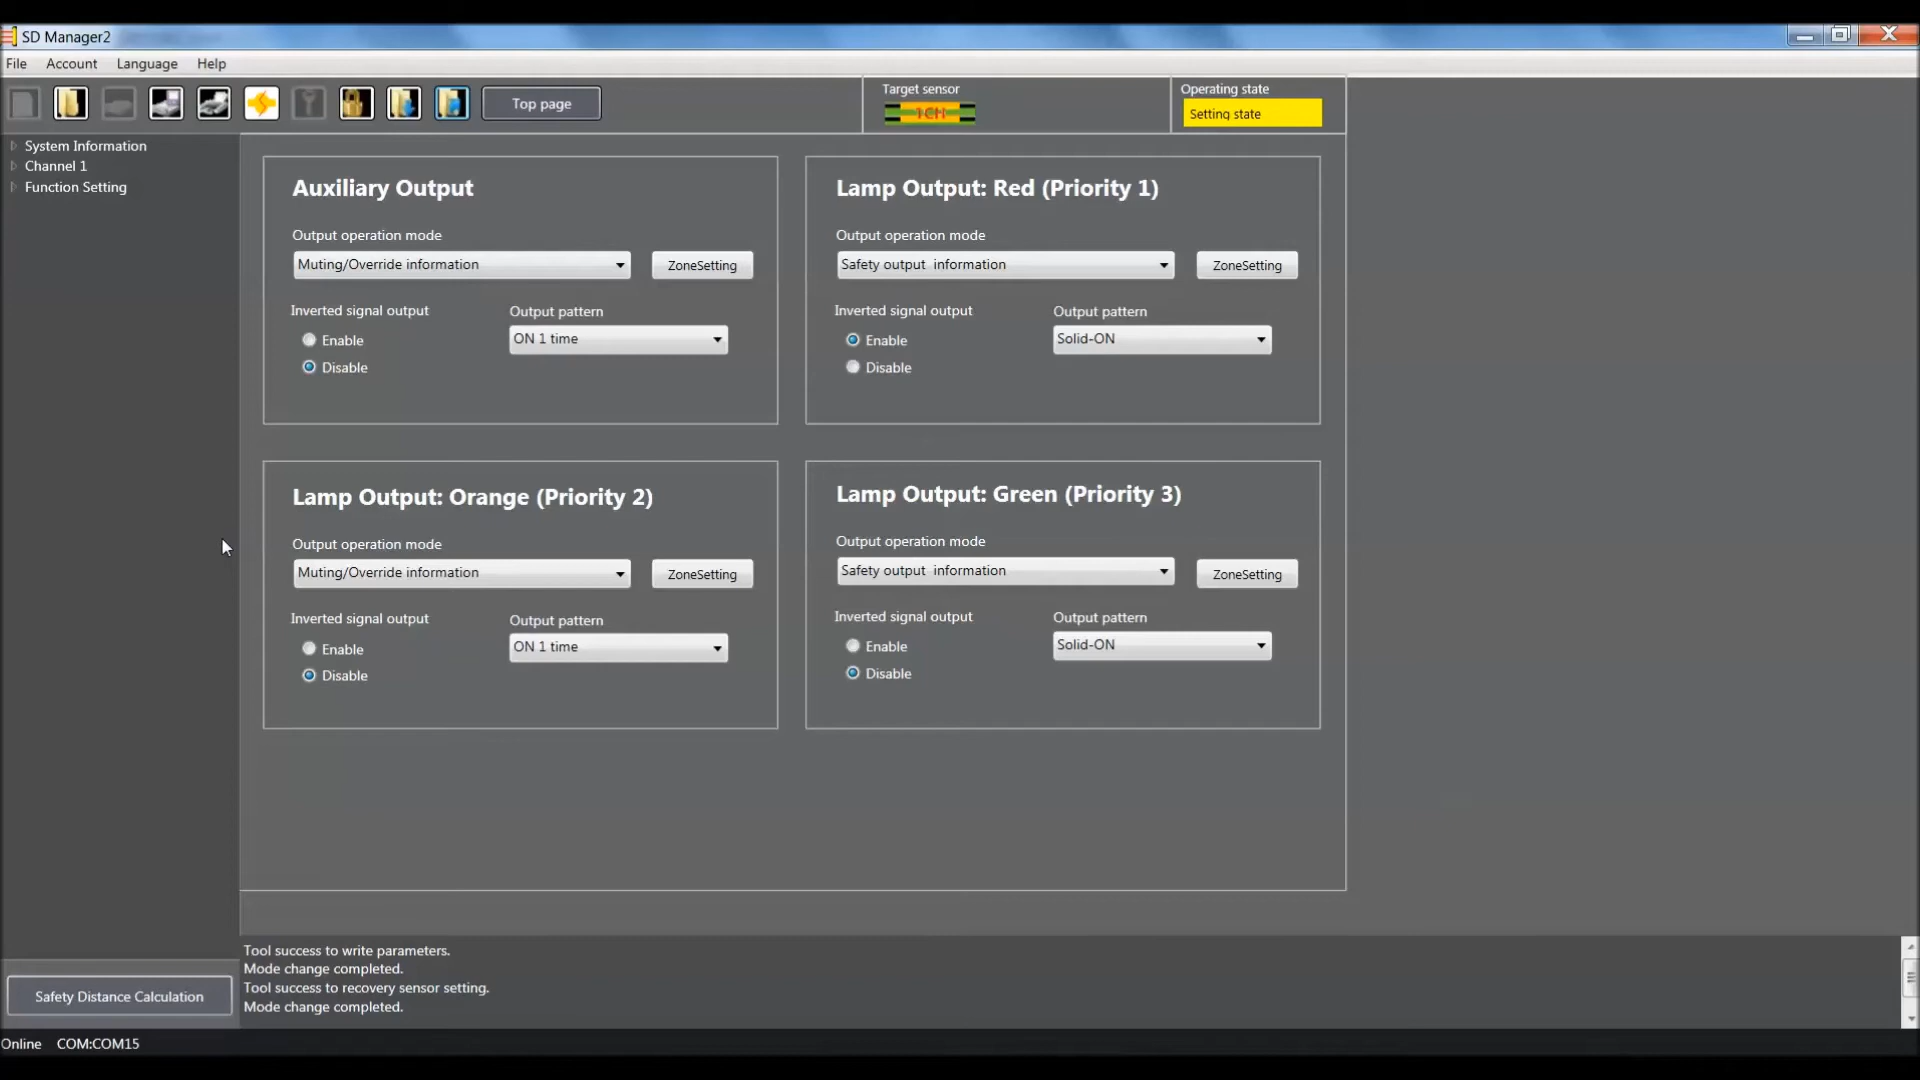 SD Manager2
File Account Language Help
Top page
Target sensor
1CH
Operating state
Setting state
System Information
Channel 1
Function Setting
Auxiliary Output
Output operation mode
Muting/Override information
ZoneSetting
Inverted signal output
Output pattern
Enable
ON 1 time
Disable
Lamp Output: Red (Priority 1)
Output operation mode
Safety output information
ZoneSetting
Inverted signal output
Output pattern
Enable
Solid-ON
Disable
Lamp Output: Orange (Priority 2)
Output operation mode
Muting/Override information
ZoneSetting
Inverted signal output
Output pattern
Enable
ON 1 time
Disable
Lamp Output: Green (Priority 3)
Output operation mode
Safety output information
ZoneSetting
Inverted signal output
Output pattern
Enable
Solid-ON
Disable
Tool success to write parameters.
Mode change completed.
Tool success to recovery sensor setting.
Mode change completed.
Safety Distance Calculation
Online COM:COM15